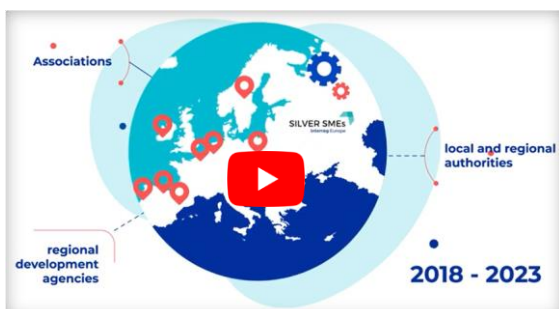 Associations
SILVER SMEs
Interreg Europe
local and regional
authorities
regional
development
agencies
2018 - 2023